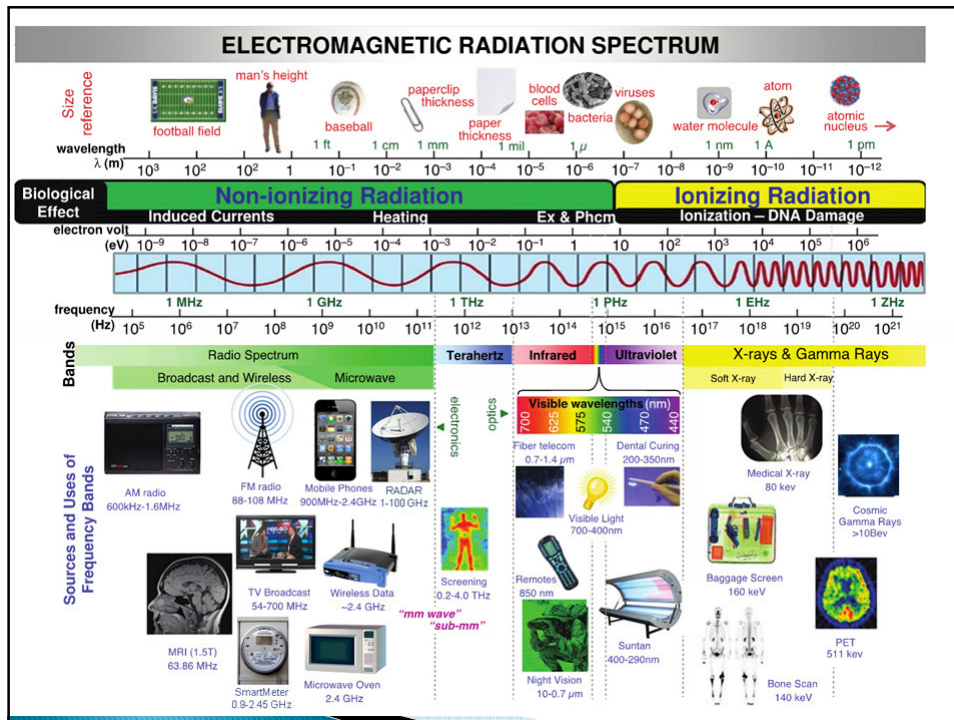 ELECTROMAGNETIC RADIATION SPECTRUM
Size reference
football field
man's height
baseball
paperclip thickness
paper thickness
blood cells
bacteria
viruses
water molecule
atom
atomic nucleus
wavelength
λ (m)
1 ft 1 cm 1 mm 1 mil 1 µ 1 nm 1 A 1 pm
10³ 10² 10² 1 10⁻¹ 10⁻² 10⁻³ 10⁻⁴ 10⁻⁵ 10⁻⁶ 10⁻⁷ 10⁻⁸ 10⁻⁹ 10⁻¹⁰ 10⁻¹¹ 10⁻¹²
Biological Effect
Non-ionizing Radiation Ionizing Radiation
Induced Currents Heating Ex & Phcm Ionization – DNA Damage
electron volt
(eV)
10⁻⁹ 10⁻⁸ 10⁻⁷ 10⁻⁶ 10⁻⁵ 10⁻⁴ 10⁻³ 10⁻² 10⁻¹ 1 10 10² 10³ 10⁴ 10⁵ 10⁶
frequency
(Hz)
1 MHz 1 GHz 1 THz 1 PHz 1 EHz 1 ZHz
10⁵ 10⁶ 10⁷ 10⁸ 10⁹ 10¹⁰ 10¹¹ 10¹² 10¹³ 10¹⁴ 10¹⁵ 10¹⁶ 10¹⁷ 10¹⁸ 10¹⁹ 10²⁰ 10²¹
Bands
Radio Spectrum Terahertz Infrared Ultraviolet X-rays & Gamma Rays
Broadcast and Wireless Microwave Soft X-ray Hard X-ray
electronics
optics
Visible wavelengths (nm)
700 625 575 540 470 440
Sources and Uses of
Frequency Bands
AM radio
600kHz-1.6MHz
FM radio
88-108 MHz
Mobile Phones
900MHz-2.4GHz
RADAR
1-100 GHz
Fiber telecom
0.7-1.4 µm
Dental Curing
200-350nm
Visible Light
700-400nm
Medical X-ray
80 kev
Cosmic
Gamma Rays
>10Bev
TV Broadcast
54-700 MHz
Wireless Data
~2.4 GHz
Screening
0.2-4.0 THz
"mm wave"
"sub-mm"
Remotes
850 nm
Baggage Screen
160 keV
MRI (1.5T)
63.86 MHz
SmartMeter
0.9-2.45 GHz
Microwave Oven
2.4 GHz
Night Vision
10-0.7 µm
Suntan
400-290nm
Bone Scan
140 keV
PET
511 kev